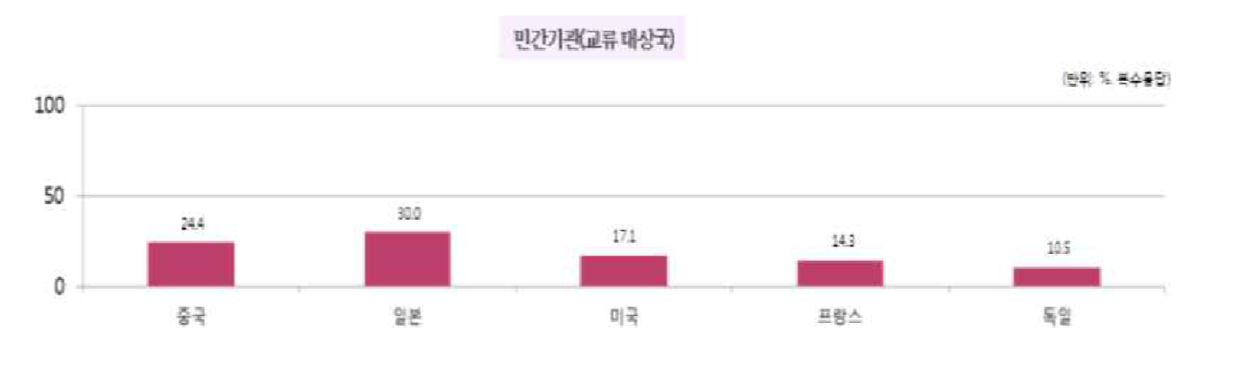 민간기관(교류 대상국)
(단위: %, 복수응답)
100
50
0
24.4
30.0
17.1
14.3
10.5
중국
일본
미국
프랑스
독일